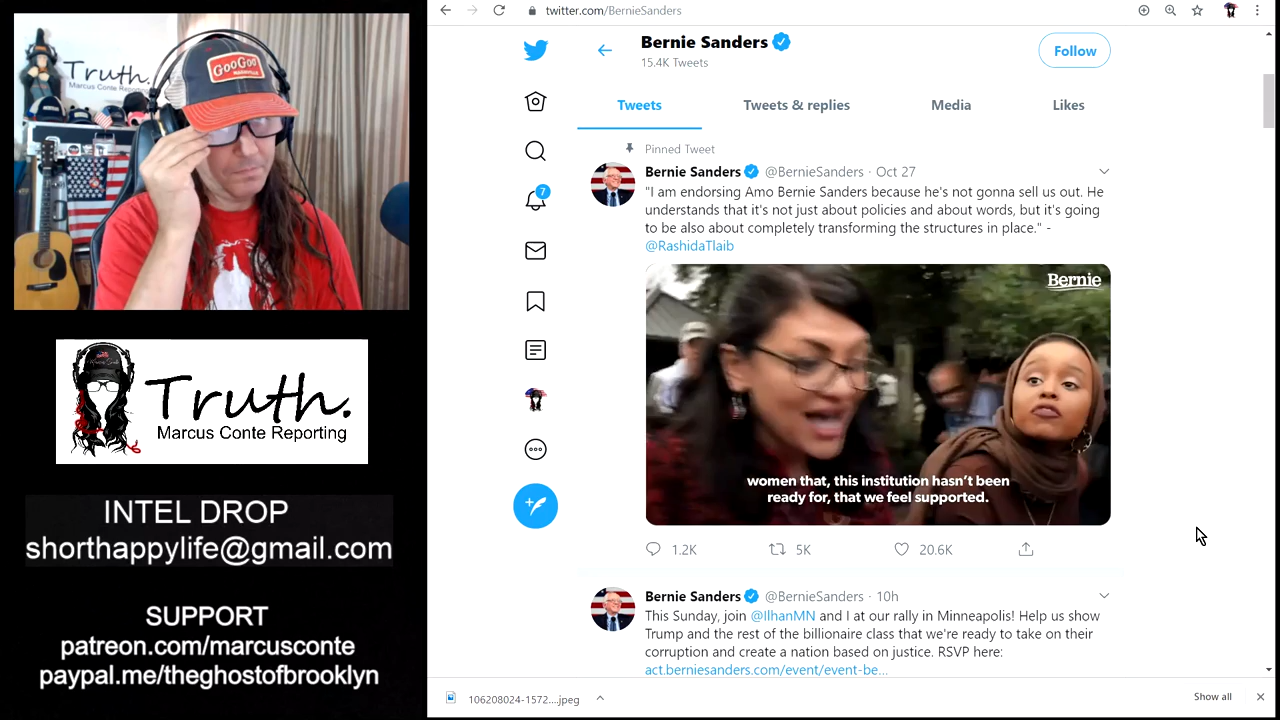 Truth.
Marcus Conte Reporting
GOOGOO
Truth.
Marcus Conte Reporting
INTEL DROP
shorthappylife@gmail.com
SUPPORT
patreon.com/marcusconte
paypal.me/theghostofbrooklyn
twitter.com/BernieSanders
Bernie Sanders
15.4K Tweets
Follow
Tweets
Tweets & replies
Media
Likes
7
Pinned Tweet
Bernie Sanders @BernieSanders · Oct 27
"I am endorsing Amo Bernie Sanders because he's not gonna sell us out. He
understands that it's not just about policies and about words, but it's going
to be also about completely transforming the structures in place." -
@RashidaTlaib
Bernie
women that, this institution hasn't been
ready for, that we feel supported.
1.2K
5K
20.6K
Bernie Sanders @BernieSanders · 10h
This Sunday, join @IlhanMN and I at our rally in Minneapolis! Help us show
Trump and the rest of the billionaire class that we're ready to take on their
corruption and create a nation based on justice. RSVP here:
act.berniesanders.com/event/event-be...
106208024-1572....jpeg
Show all